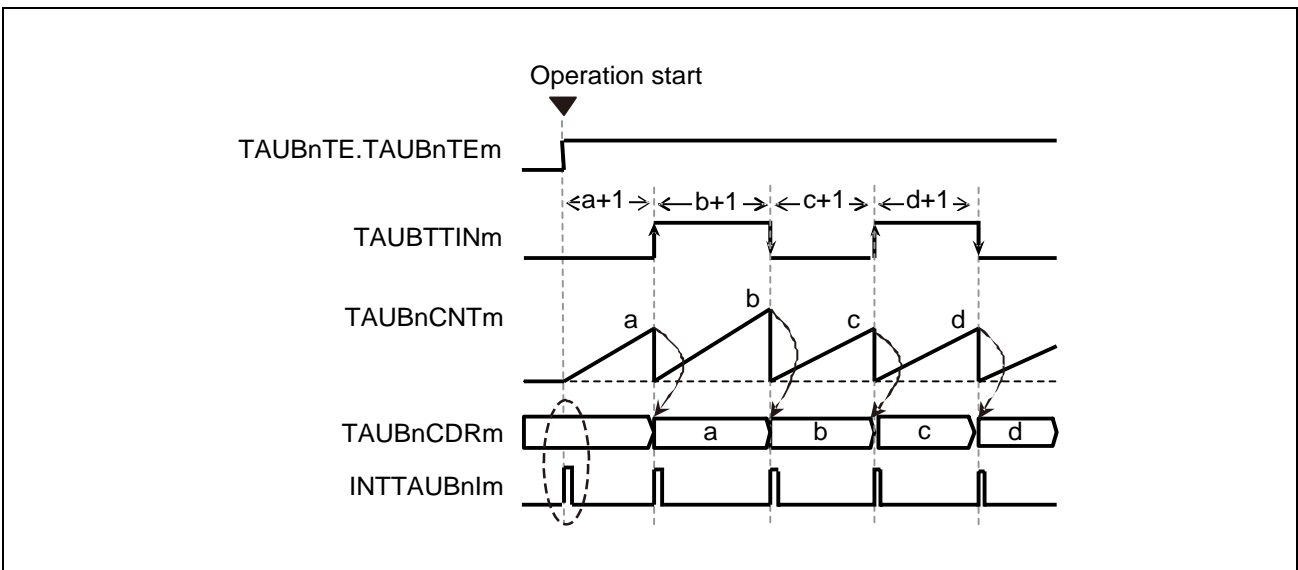 Operation start
TAUBnTE.TAUBnTEm
a+1 b+1 c+1 d+1
TAUBTTINm
TAUBnCNTm
a b c d
TAUBnCDRm
a b c d
INTTAUBnIm